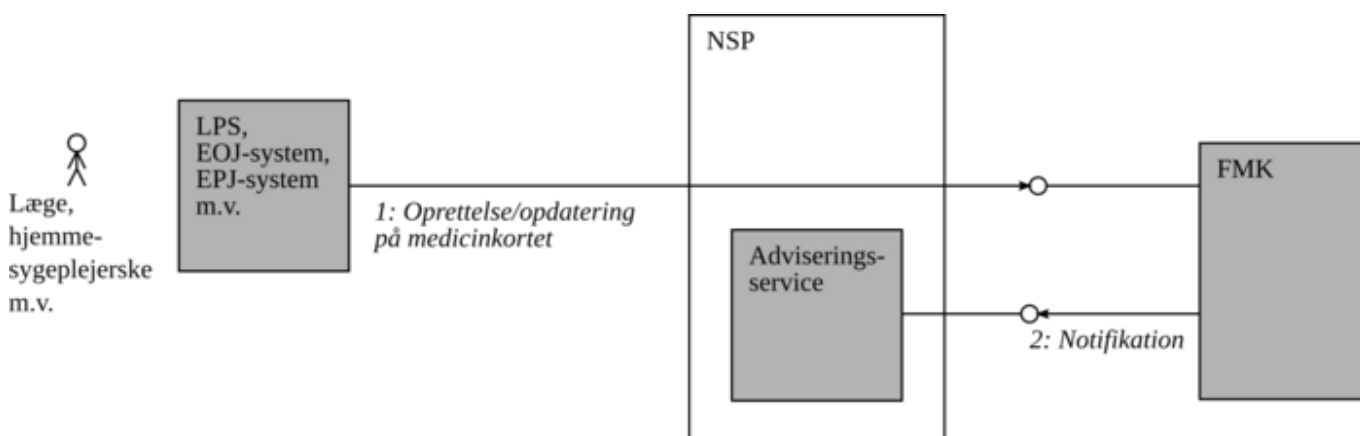 NSP
LPS,
EOJ-system,
EPJ-system
m.v.
Læge,
hjemme-
sygeplejerske
m.v.
1: Oprettelse/opdatering
på medicinkortet
Adviserings-
service
FMK
2: Notifikation